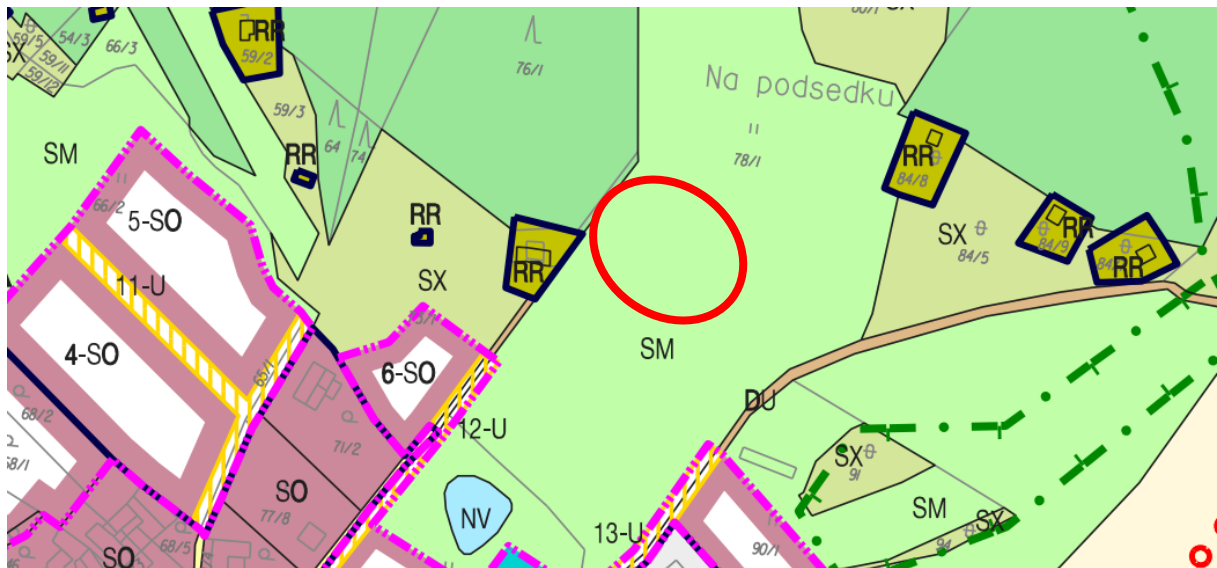 59/5
54/3
66/3
59/11
59/12
SX
RR
59/2
76/1
SX
Na podsedku
59/3
64
74
78/1
SM
RR
RR
84/8
66/2
5-SO
RR
SX
84/5
84/9
RR
RR
RR
11-U
SX
SM
4-SO
65/1
6-SO
68/2
71/2
12-U
DU
SX
91
SO
77/8
NV
13-U
SM
SX
94
90/1
SO
68/5